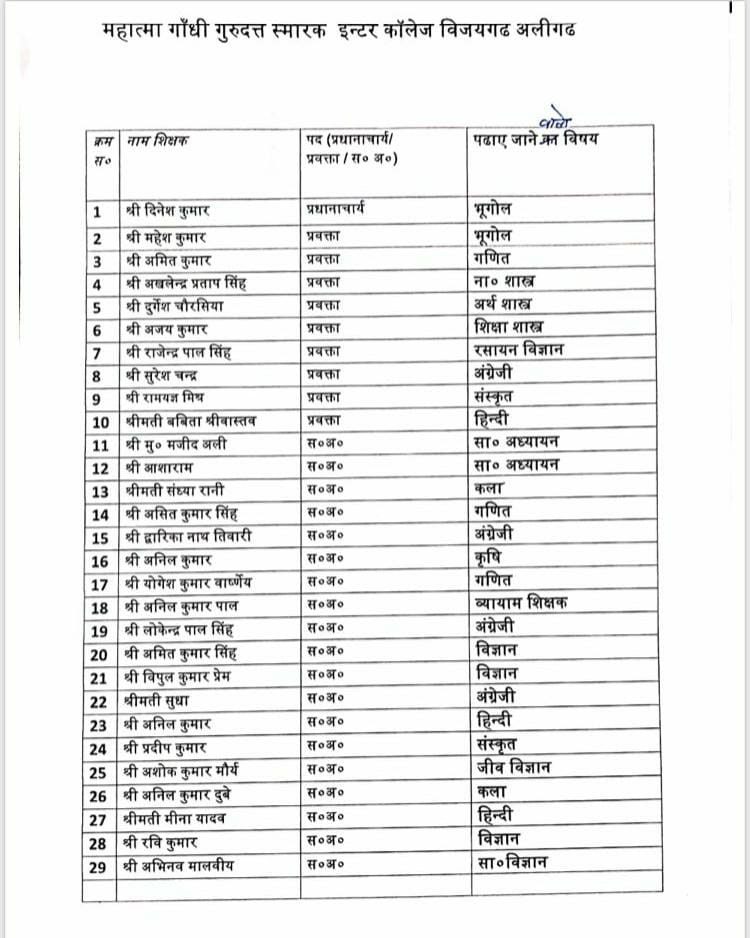 महात्मा गाँधी गुरुदत्त स्मारक इन्टर कॉलेज विजयगढ अलीगढ
वाले
क्रम स० नाम शिक्षक पद (प्रधानाचार्य/ प्रवक्ता / स० अ०) पढाए जाने का विषय
1 श्री दिनेश कुमार प्रधानाचार्य भूगोल
2 श्री महेश कुमार प्रवक्ता भूगोल
3 श्री अमित कुमार प्रवक्ता गणित
4 श्री अखलेन्द्र प्रताप सिंह प्रवक्ता ना० शास्त्र
5 श्री दुर्गेश चौरसिया प्रवक्ता अर्थ शास्त्र
6 श्री अजय कुमार प्रवक्ता शिक्षा शास्त्र
7 श्री राजेन्द्र पाल सिंह प्रवक्ता रसायन विज्ञान
8 श्री सुरेश चन्द्र प्रवक्ता अंग्रेजी
9 श्री रामयज्ञ मिश्र प्रवक्ता संस्कृत
10 श्रीमती बबिता श्रीवास्तव प्रवक्ता हिन्दी
11 श्री मु० मजीद अली स०अ० सा० अध्यायन
12 श्री आशाराम स०अ० सा० अध्यायन
13 श्रीमती संध्या रानी स०अ० कला
14 श्री असित कुमार सिंह स०अ० गणित
15 श्री द्वारिका नाथ तिवारी स०अ० अंग्रेजी
16 श्री अनिल कुमार स०अ० कृषि
17 श्री योगेश कुमार वार्ष्णेय स०अ० गणित
18 श्री अनिल कुमार पाल स०अ० व्यायाम शिक्षक
19 श्री लोकेन्द्र पाल सिंह स०अ० अंग्रेजी
20 श्री अमित कुमार सिंह स०अ० विज्ञान
21 श्री विपुल कुमार प्रेम स०अ० विज्ञान
22 श्रीमती सुधा स०अ० अंग्रेजी
23 श्री अनिल कुमार स०अ० हिन्दी
24 श्री प्रदीप कुमार स०अ० संस्कृत
25 श्री अशोक कुमार मौर्य स०अ० जीव विज्ञान
26 श्री अनिल कुमार दुबे स०अ० कला
27 श्रीमती मीना यादव स०अ० हिन्दी
28 श्री रवि कुमार स०अ० विज्ञान
29 श्री अभिनव मालवीय स०अ० सा०विज्ञान